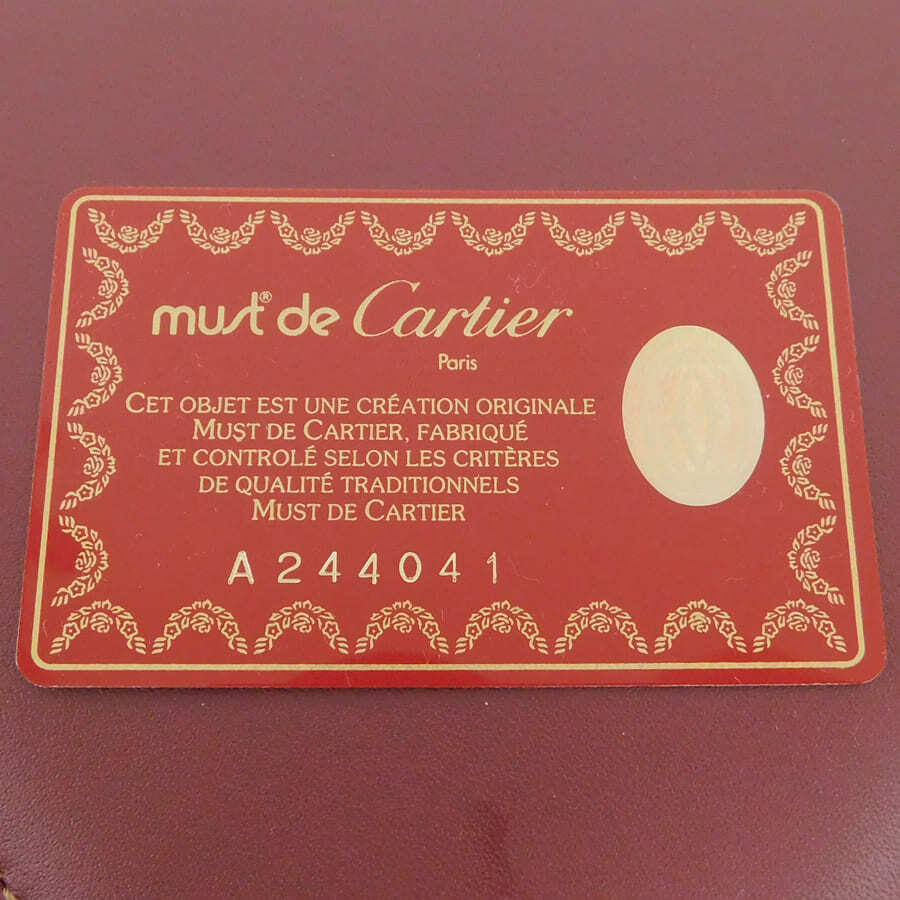 must® de Cartier
Paris
CET OBJET EST UNE CRÉATION ORIGINALE
MUST DE CARTIER, FABRIQUÉ
ET CONTROLÉ SELON LES CRITÈRES
DE QUALITÉ TRADITIONNELS
MUST DE CARTIER
A244041